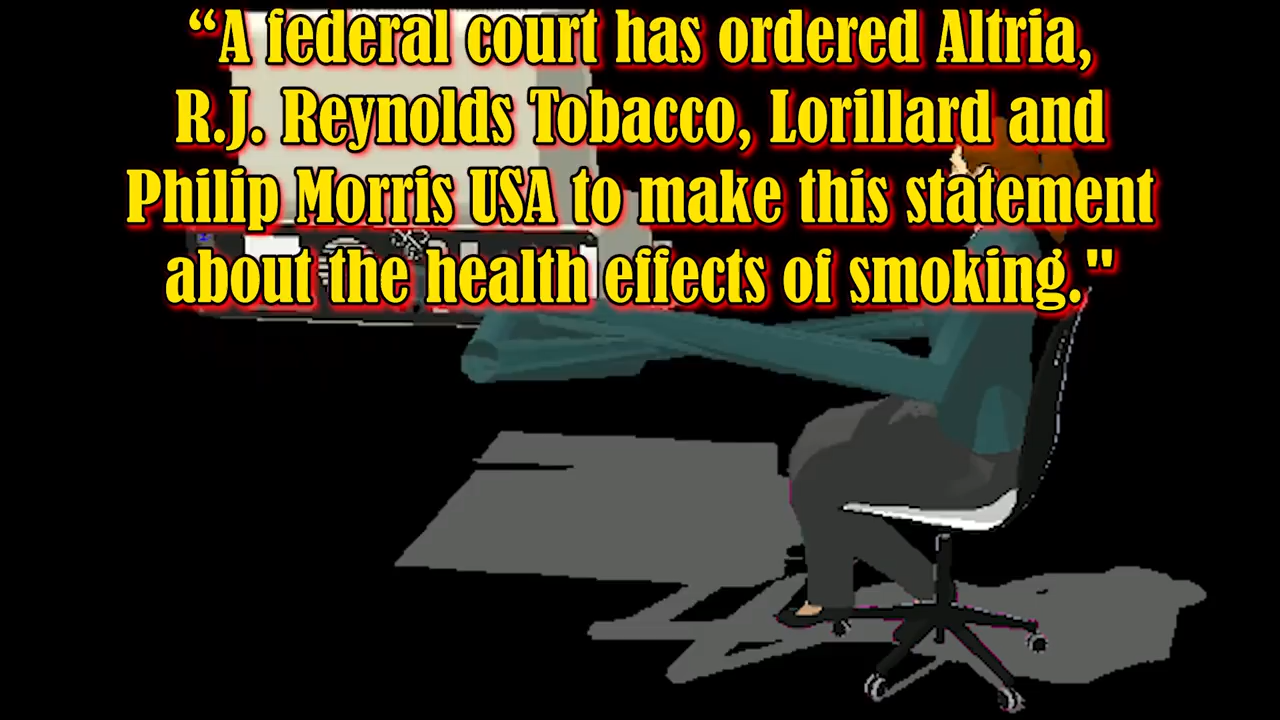 “A federal court has ordered Altria,
R.J. Reynolds Tobacco, Lorillard and
Philip Morris USA to make this statement
about the health effects of smoking."